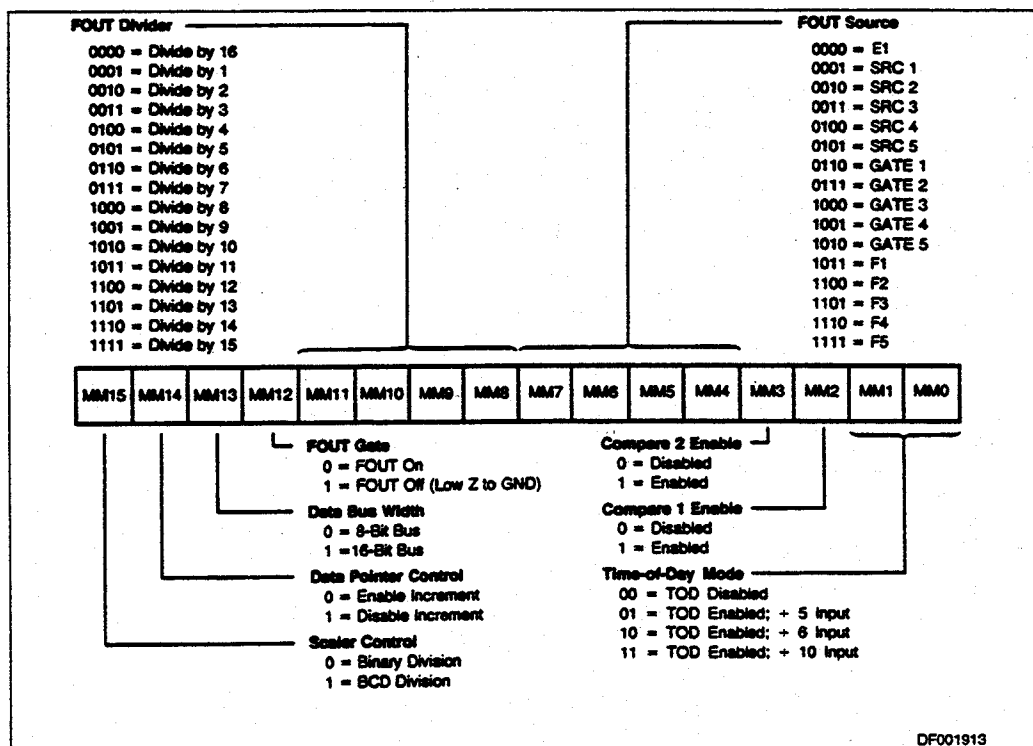 FOUT Divider
0000 = Divide by 16
0001 = Divide by 1
0010 = Divide by 2
0011 = Divide by 3
0100 = Divide by 4
0101 = Divide by 5
0110 = Divide by 6
0111 = Divide by 7
1000 = Divide by 8
1001 = Divide by 9
1010 = Divide by 10
1011 = Divide by 11
1100 = Divide by 12
1101 = Divide by 13
1110 = Divide by 14
1111 = Divide by 15
FOUT Source
0000 = E1
0001 = SRC 1
0010 = SRC 2
0011 = SRC 3
0100 = SRC 4
0101 = SRC 5
0110 = GATE 1
0111 = GATE 2
1000 = GATE 3
1001 = GATE 4
1010 = GATE 5
1011 = F1
1100 = F2
1101 = F3
1110 = F4
1111 = F5
MM15 MM14 MM13 MM12 MM11 MM10 MM9 MM8 MM7 MM6 MM5 MM4 MM3 MM2 MM1 MM0
FOUT Gate
0 = FOUT On
1 = FOUT Off (Low Z to GND)
Data Bus Width
0 = 8-Bit Bus
1 =16-Bit Bus
Data Pointer Control
0 = Enable Increment
1 = Disable Increment
Scaler Control
0 = Binary Division
1 = BCD Division
Compare 2 Enable
0 = Disabled
1 = Enabled
Compare 1 Enable
0 = Disabled
1 = Enabled
Time-of-Day Mode
00 = TOD Disabled
01 = TOD Enabled; ÷ 5 Input
10 = TOD Enabled; ÷ 6 Input
11 = TOD Enabled; ÷ 10 Input
DF001913